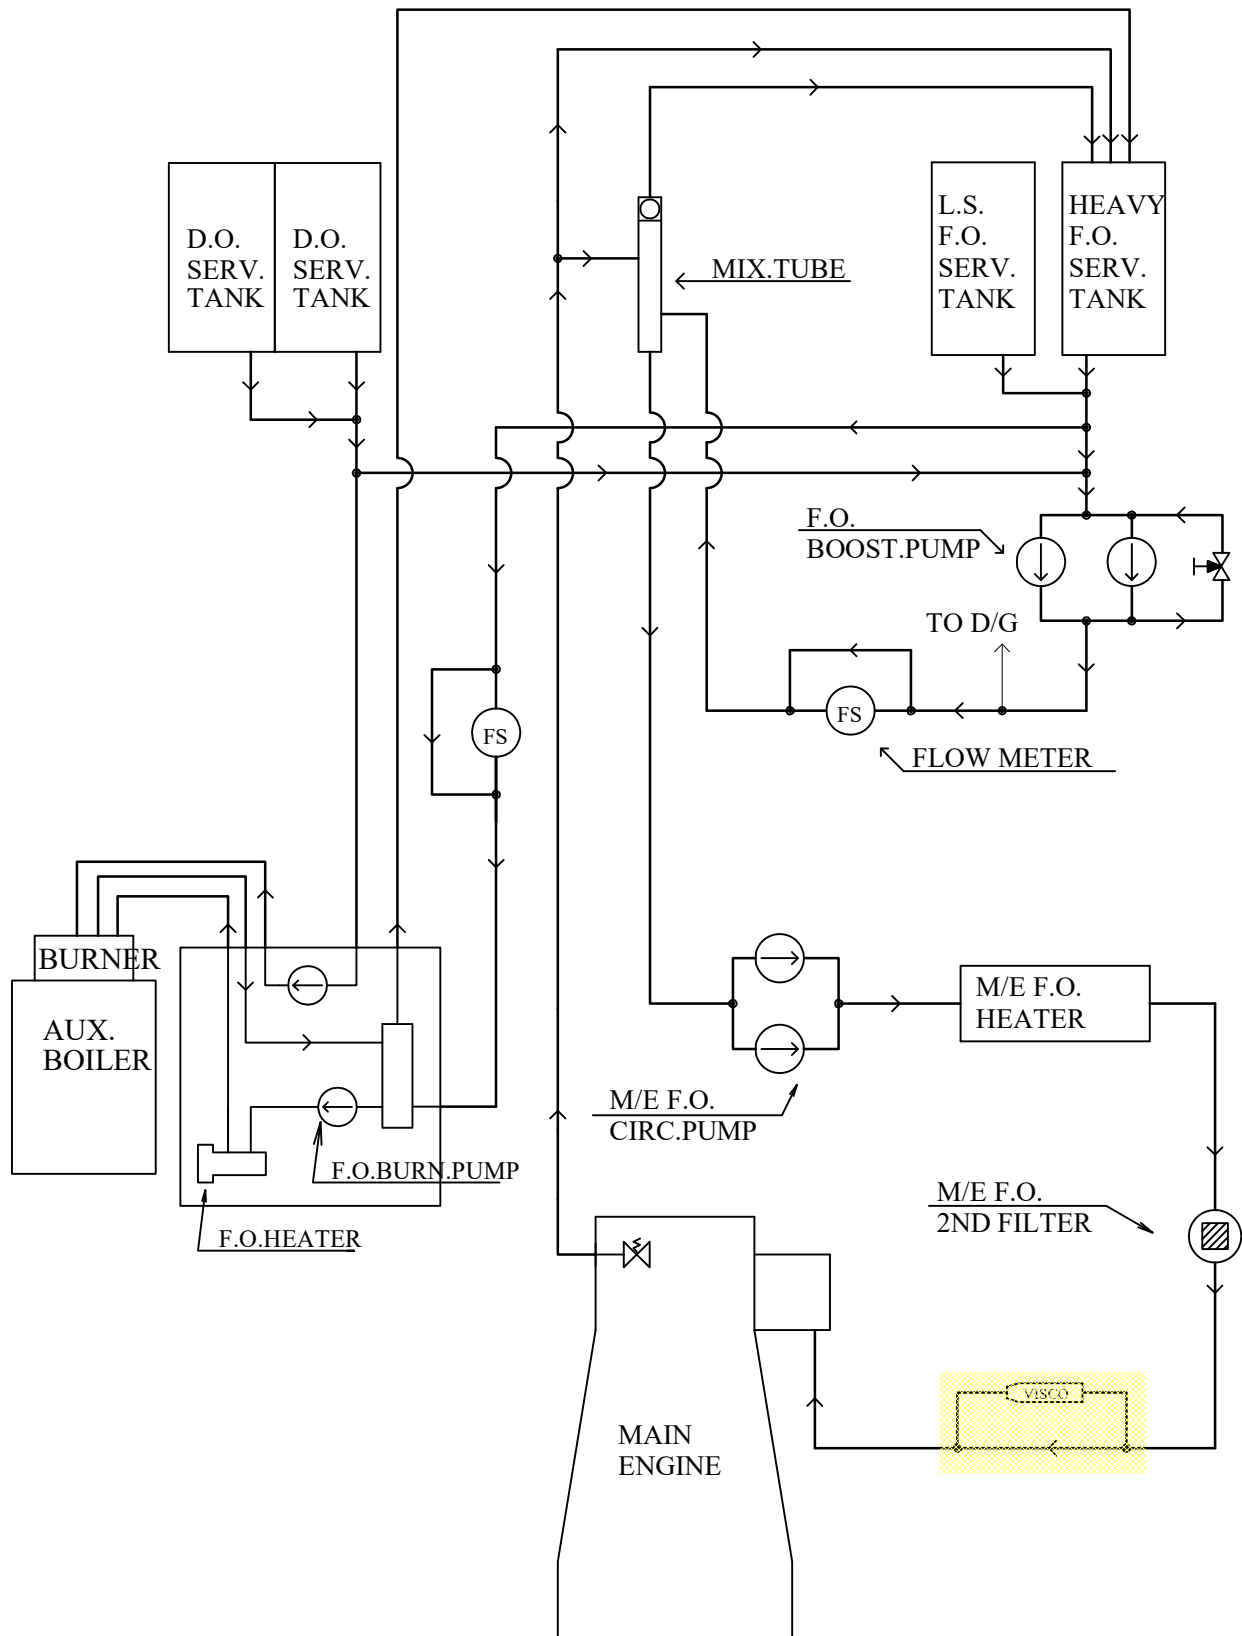 D.O.
SERV.
TANK
D.O.
SERV.
TANK
L.S.
F.O.
SERV.
TANK
HEAVY
F.O.
SERV.
TANK
MIX.TUBE
F.O.
BOOST.PUMP
TO D/G
FS
FLOW METER
FS
BURNER
AUX.
BOILER
M/E F.O.
HEATER
M/E F.O.
CIRC.PUMP
F.O.BURN.PUMP
F.O.HEATER
M/E F.O.
2ND FILTER
VISCO
MAIN
ENGINE